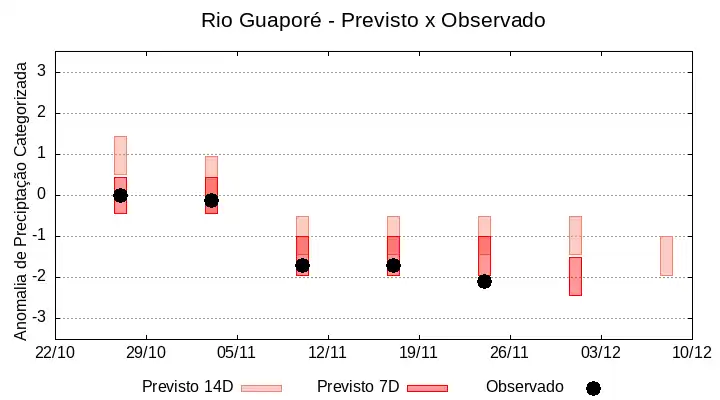 Rio Guaporé - Previsto x Observado
Anomalia de Preciptação Categorizada
3
2
1
0
-1
-2
-3
22/10 29/10 05/11 12/11 19/11 26/11 03/12 10/12
Previsto 14D Previsto 7D Observado